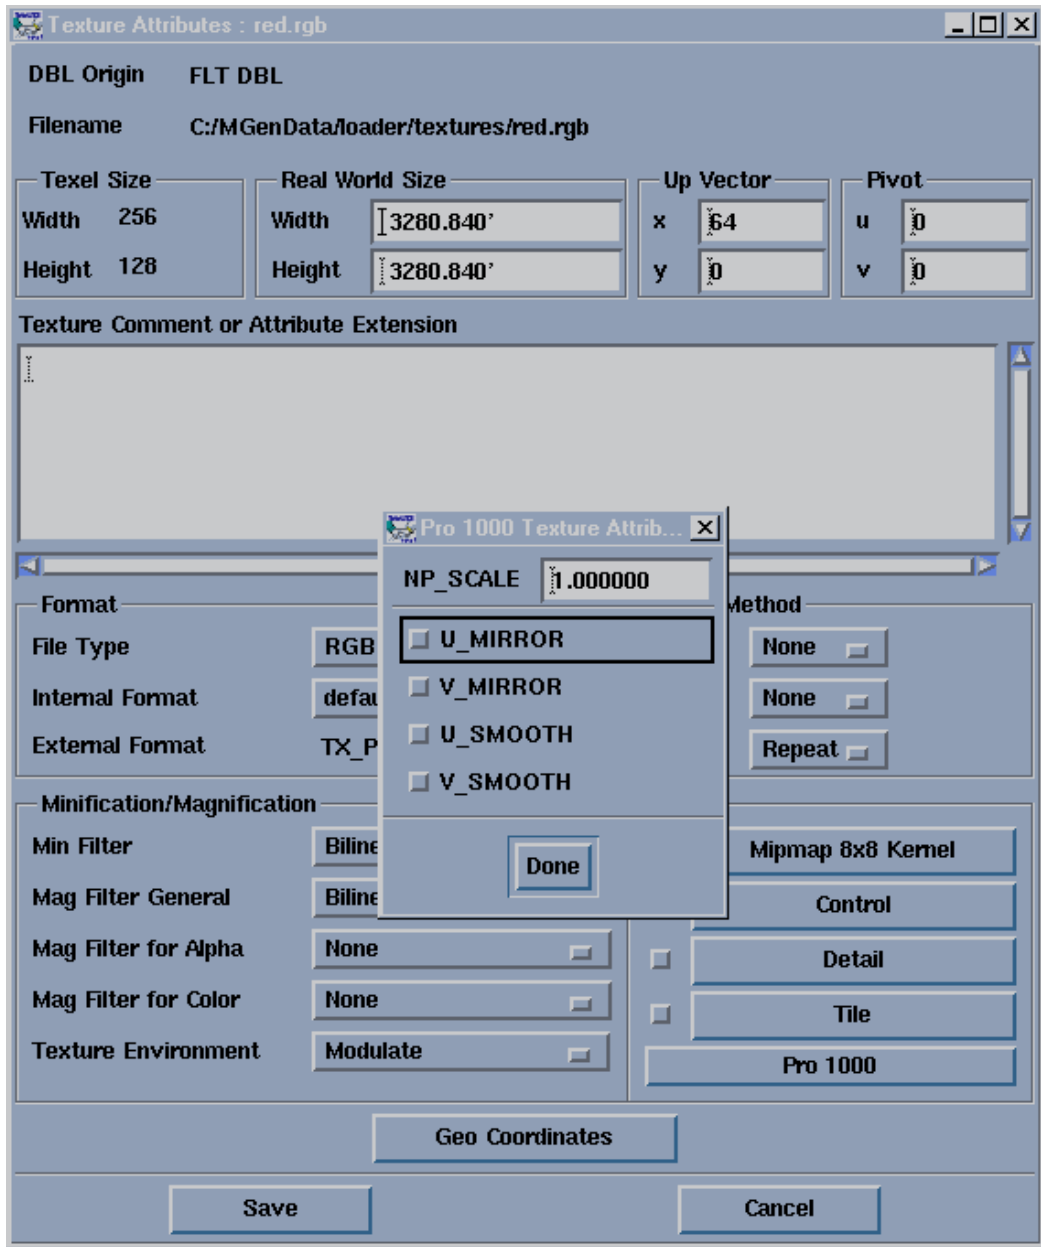 Texture Attributes : red.rgb
DBL Origin FLT DBL
Filename C:/MGenData/loader/textures/red.rgb
Texel Size Real World Size Up Vector Pivot
Width 256 Width 3280.840' x 64 u 0
Height 128 Height 3280.840' y 0 v 0
Texture Comment or Attribute Extension
Pro 1000 Texture Attrib...
NP_SCALE 1.000000
U_MIRROR
V_MIRROR
U_SMOOTH
V_SMOOTH
Done
Format Method
File Type RGB None
Internal Format None
External Format Repeat
Minification/Magnification
Min Filter Mipmap 8x8 Kernel
Mag Filter General Control
Mag Filter for Alpha None Detail
Mag Filter for Color None Tile
Texture Environment Modulate Pro 1000
Geo Coordinates
Save Cancel